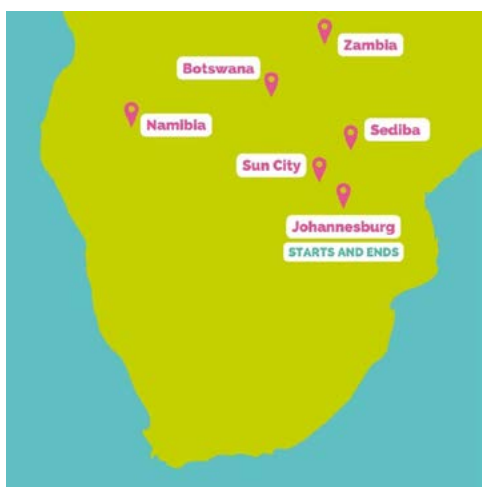 Zambia
Botswana
Namibia
Sediba
Sun City
Johannesburg
STARTS AND ENDS